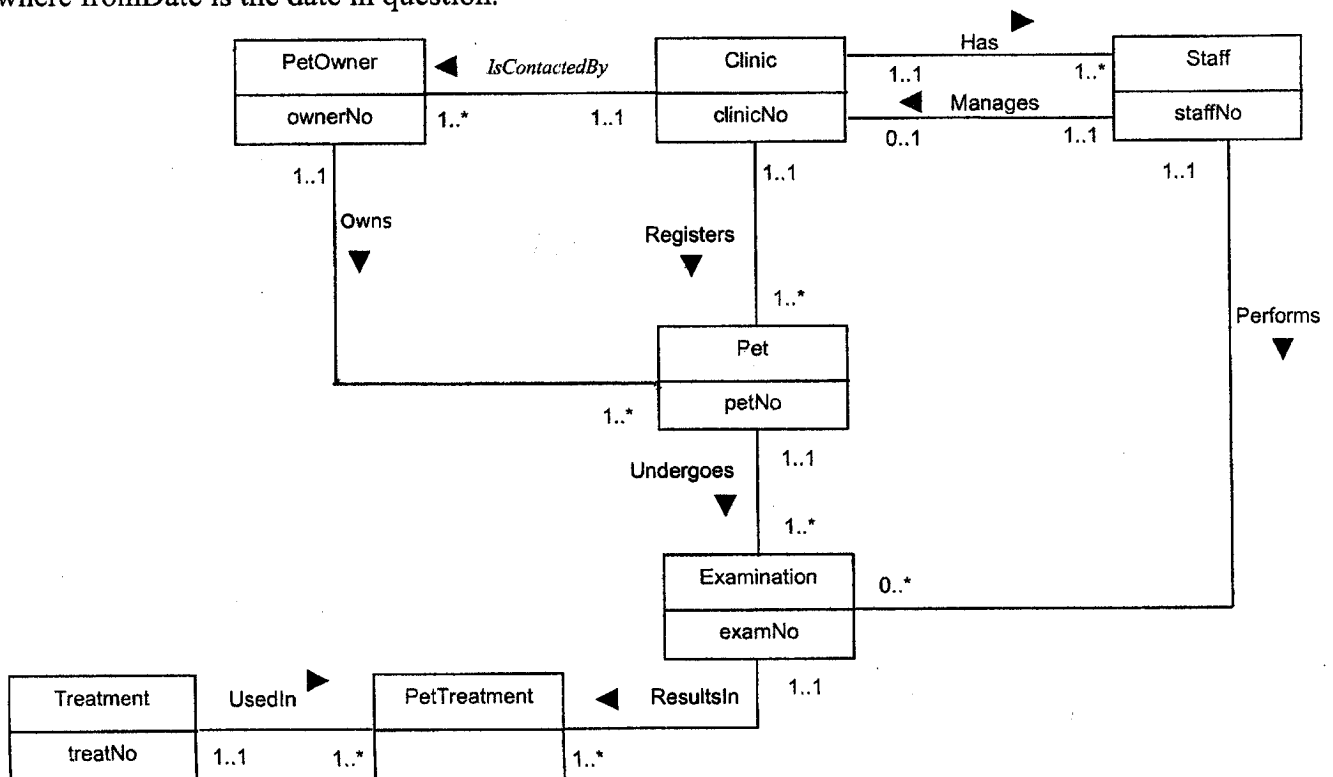 where fromDate is the date in question.
Has
PetOwner
IsContactedBy
Clinic
1..1
1..*
Staff
ownerNo
1..*
1..1
clinicNo
Manages
staffNo
0..1
1..1
1..1
1..1
1..1
Owns
Registers
1..*
Performs
Pet
1..*
petNo
Undergoes
1..1
1..*
Examination
0..*
examNo
Treatment
UsedIn
PetTreatment
ResultsIn
1..1
treatNo
1..1
1..*
1..*